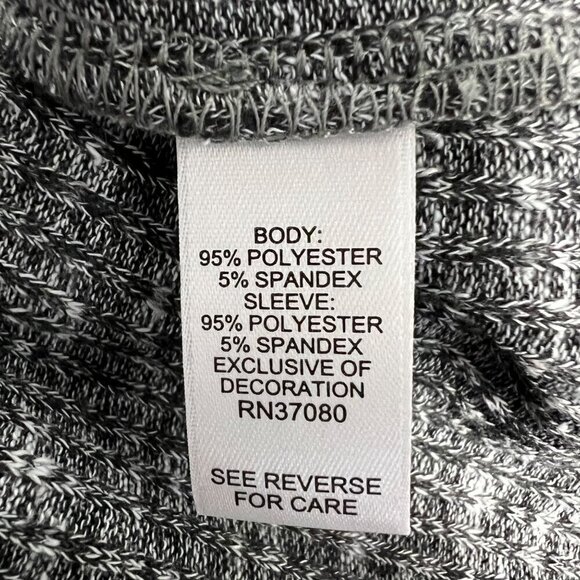 BODY:
95% POLYESTER
5% SPANDEX
SLEEVE:
95% POLYESTER
5% SPANDEX
EXCLUSIVE OF
DECORATION
RN37080
SEE REVERSE
FOR CARE